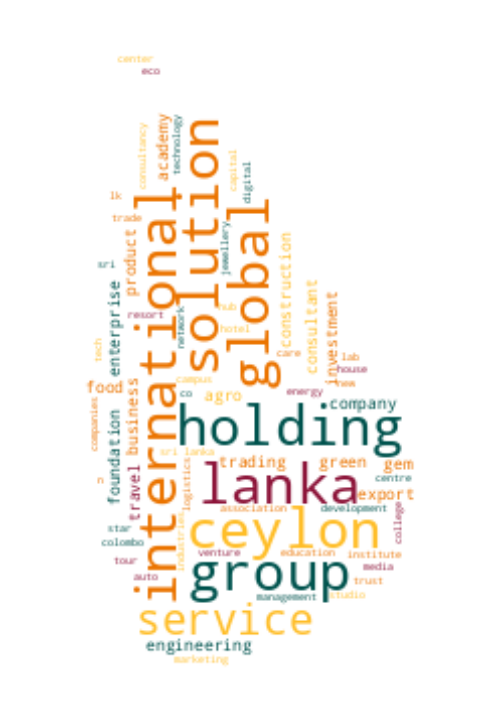 center
eco
consultancy
academy
technology
solution
capital
digital
lk
international
trade
global
product
jewellery
sri
construction
enterprise
consultant
investment
resort
network
hub
hotel
tech
care
lab
house
new
campus
food
business
co
agro
energy
company
companies
foundation
holding
sri lanka
trading
green
gem
travel
logistics
lanka
centre
n
export
association
development
college
star
ceylon
colombo
industries
venture
education
institute
tour
group
media
auto
trust
management
studio
service
engineering
marketing